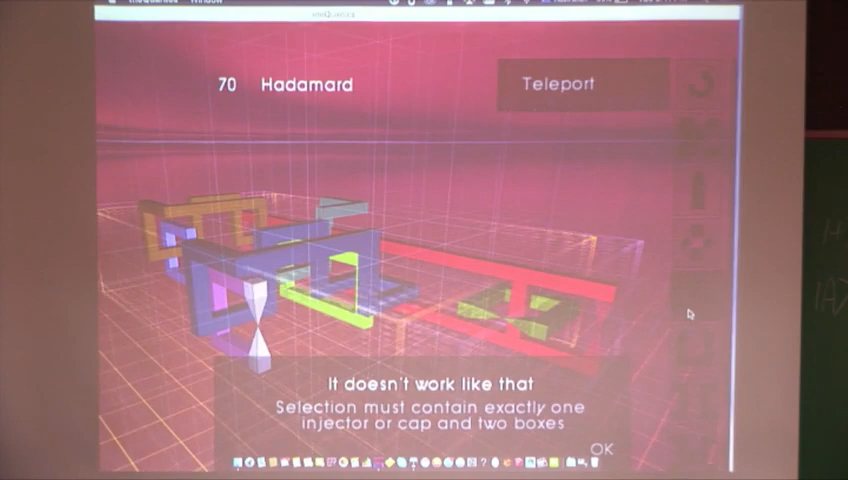 Window
70 Hadamard
Teleport
It doesn't work like that
Selection must contain exactly one
injector or cap and two boxes
OK